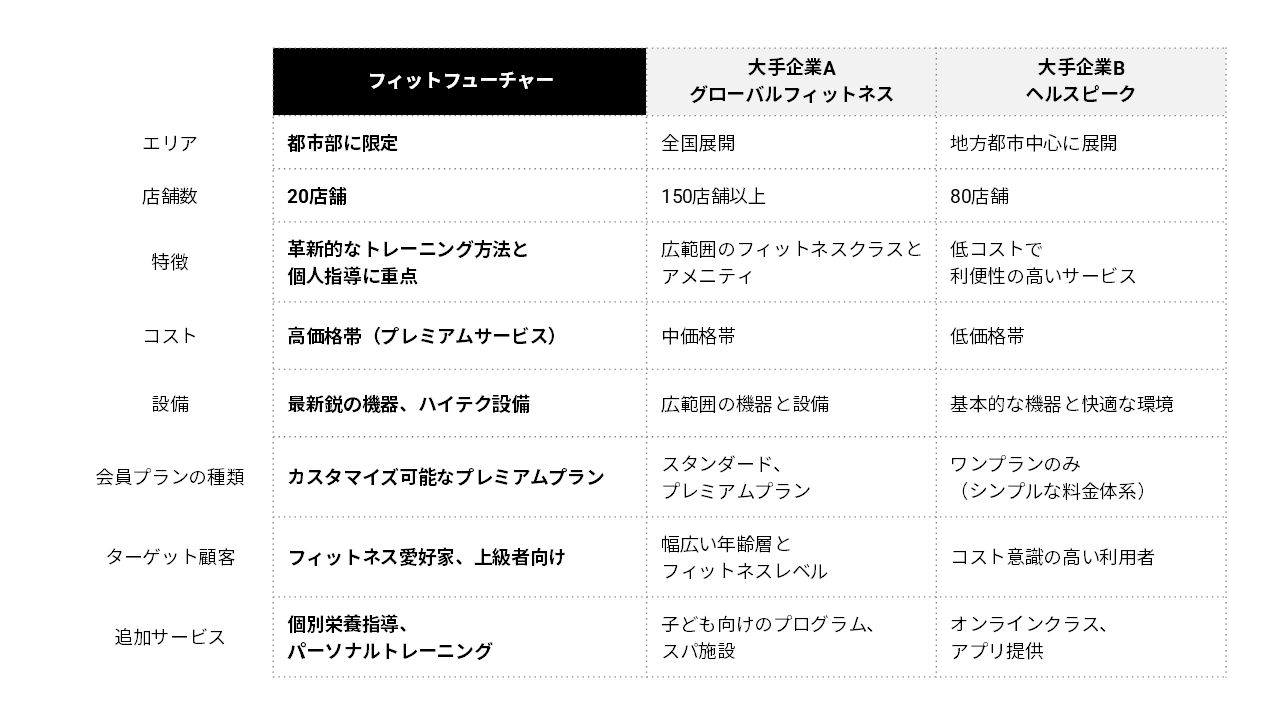 フィットフューチャー
大手企業A
グローバルフィットネス
大手企業B
ヘルスピーク
エリア
都市部に限定
全国展開
地方都市中心に展開
店舗数
20店舗
150店舗以上
80店舗
特徴
革新的なトレーニング方法と
個人指導に重点
広範囲のフィットネスクラスと
アメニティ
低コストで
利便性の高いサービス
コスト
高価格帯（プレミアムサービス）
中価格帯
低価格帯
設備
最新鋭の機器、ハイテク設備
広範囲の機器と設備
基本的な機器と快適な環境
会員プランの種類
カスタマイズ可能なプレミアムプラン
スタンダード、
プレミアムプラン
ワンプランのみ
（シンプルな料金体系）
ターゲット顧客
フィットネス愛好家、上級者向け
幅広い年齢層と
フィットネスレベル
コスト意識の高い利用者
追加サービス
個別栄養指導、
パーソナルトレーニング
子ども向けのプログラム、
スパ施設
オンラインクラス、
アプリ提供